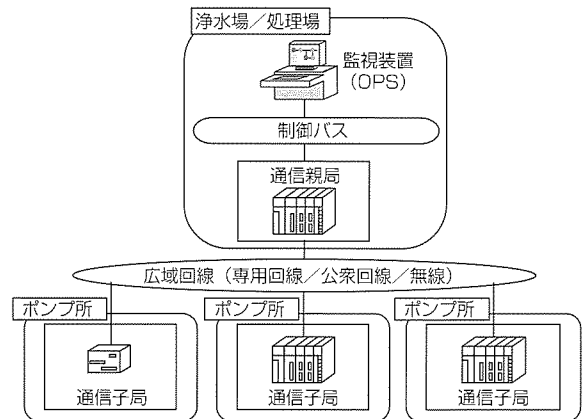 浄水場／処理場
監視装置
(OPS)
制御バス
通信親局
広域回線（専用回線／公衆回線／無線）
ポンプ所
ポンプ所
ポンプ所
通信子局
通信子局
通信子局